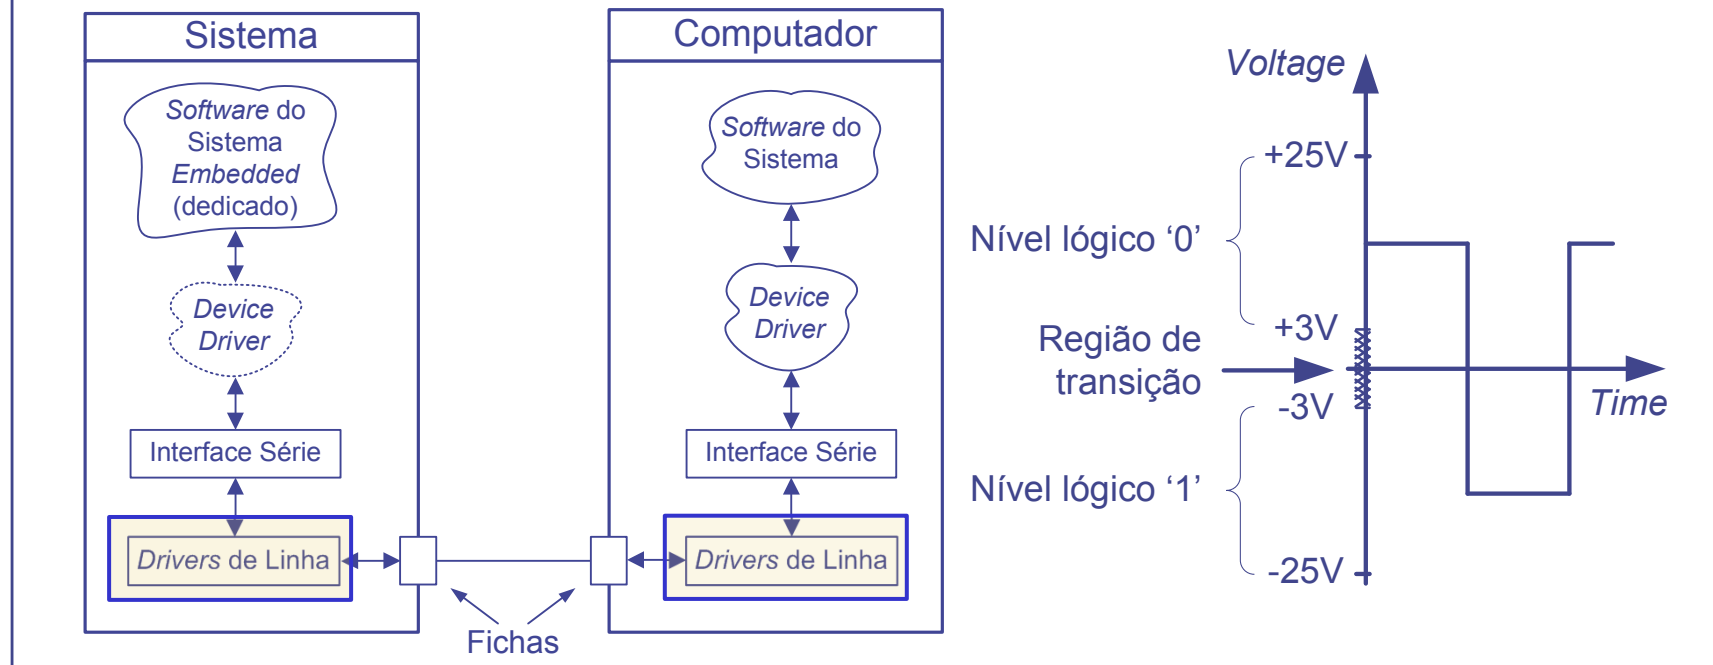 Sistema
Software do
Sistema
Embedded
(dedicado)
Device
Driver
Interface Série
Drivers de Linha
Computador
Software do
Sistema
Device
Driver
Interface Série
Drivers de Linha
Fichas
Voltage
+25V
Nível lógico ‘0’
+3V
Região de
transição
-3V
Time
Nível lógico ‘1’
-25V